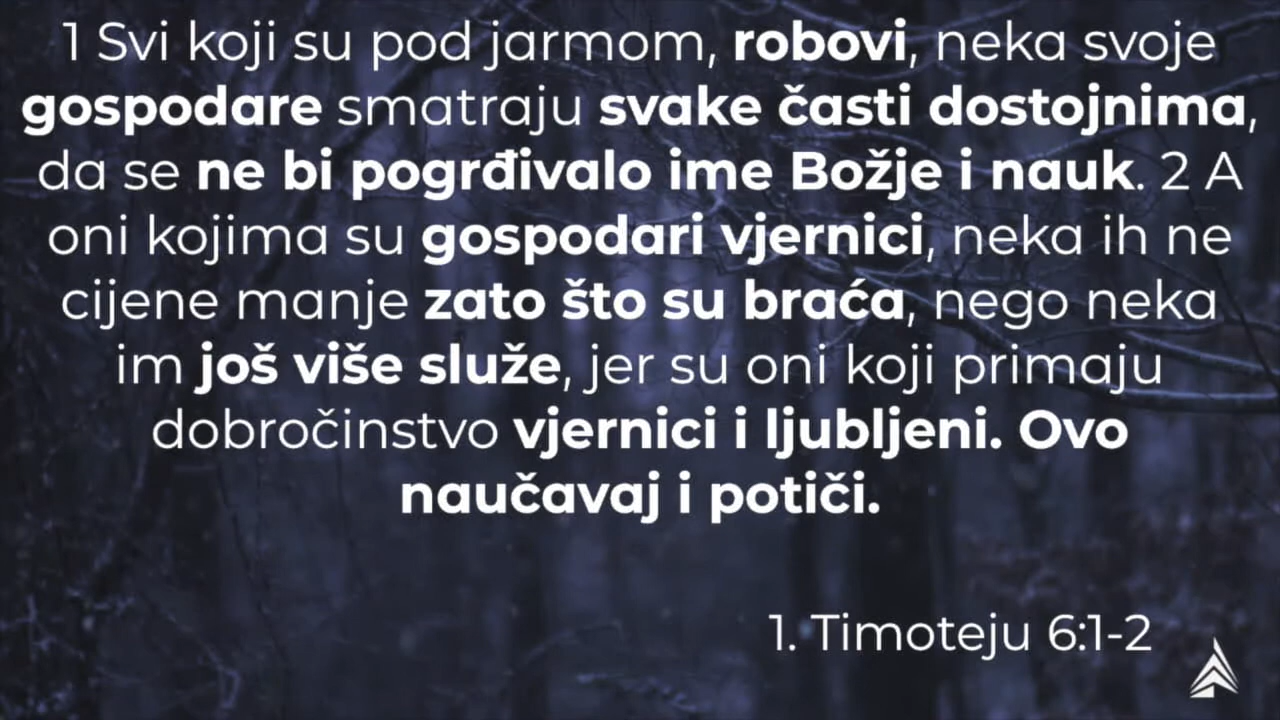 1 Svi koji su pod jarmom, robovi, neka svoje
gospodare smatraju svake časti dostojnima,
da se ne bi pogrđivalo ime Božje i nauk. 2 A
oni kojima su gospodari vjernici, neka ih ne
cijene manje zato što su braća, nego neka
im još više služe, jer su oni koji primaju
dobročinstvo vjernici i ljubljeni. Ovo
naučavaj i potiči.
1. Timoteju 6:1-2